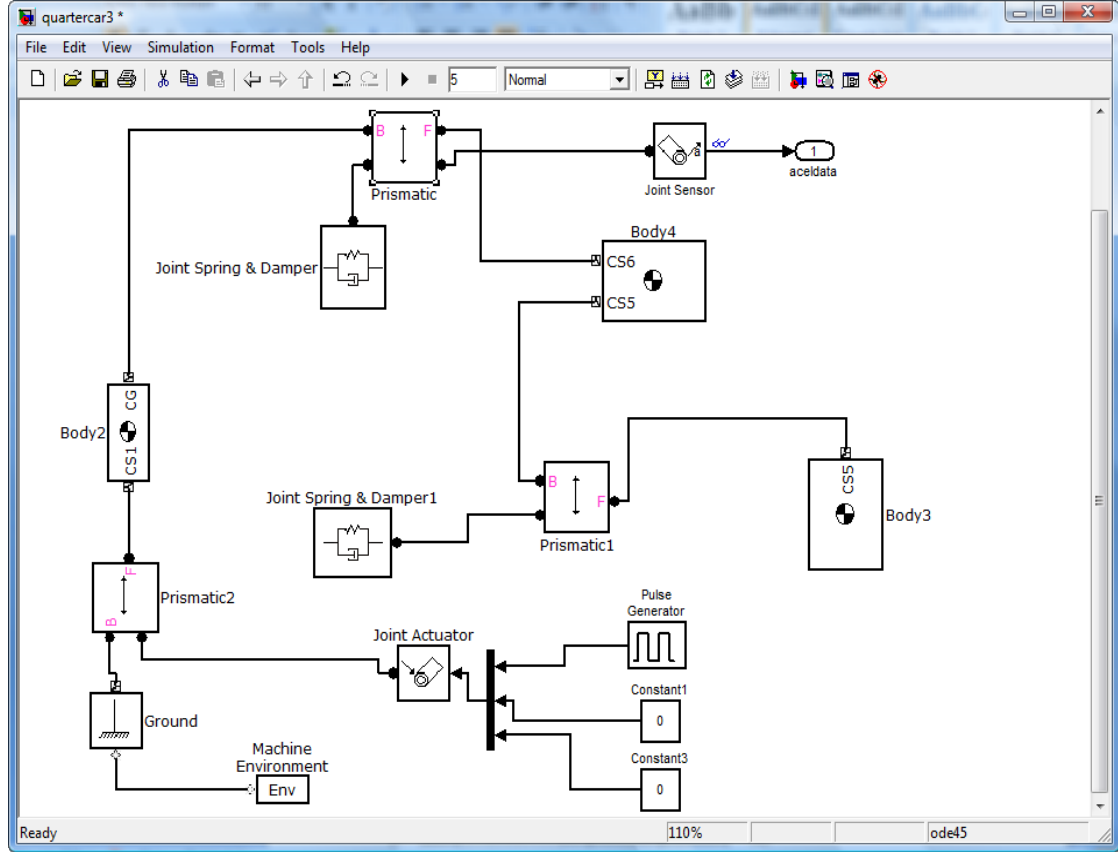 quartercar3 *
File Edit View Simulation Format Tools Help
5 Normal
B F
Prismatic
a
Joint Sensor
1
aceldata
Joint Spring & Damper
Body4
CS6
CS5
CG
Body2
CS1
B
F
Prismatic1
CS5
Body3
Joint Spring & Damper1
F
B
Prismatic2
Joint Actuator
Pulse
Generator
Constant1
0
Constant3
0
Ground
Machine
Environment
Env
Ready 110% ode45